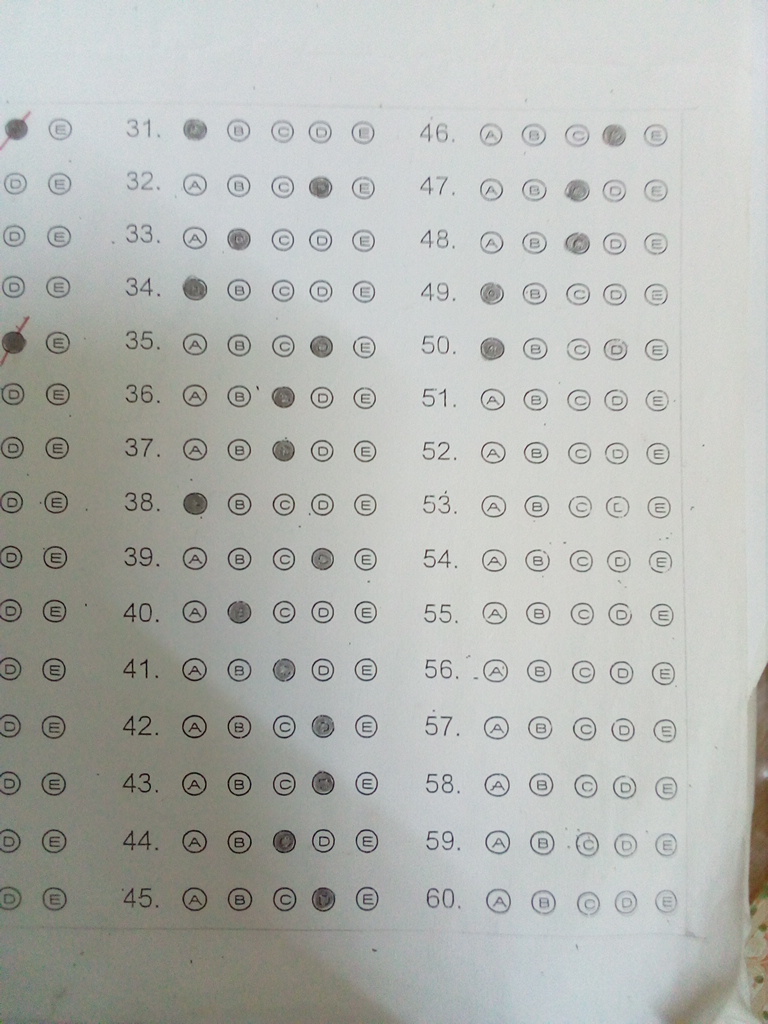 E 31. B C D E 46. A B C E
D E 32. A B C E 47. A B D E
D E 33. A C D E 48. A B C D E
D E 34. B C D E 49. B C D E
E 35. A B C E 50. B C D E
D E 36. A B D E 51. A B C D E
D E 37. A B D E 52. A B C D E
D E 38. B C D E 53. A B C E
D E 39. A B C E 54. A B C D E
D E 40. A C D E 55. A B C D E
D E 41. A B D E 56. A B C D E
D E 42. A B C E 57. A B C D E
D E 43. A B C E 58. A B C D E
D E 44. A B D E 59. A B C D E
D E 45. A B C E 60. A B C D E